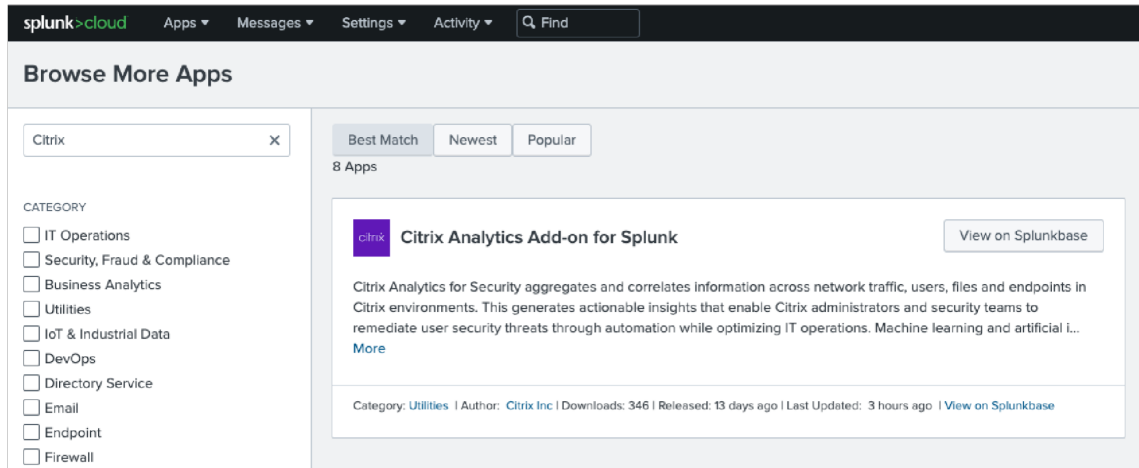 splunk>cloud Apps Messages Settings Activity Find
Browse More Apps
Citrix
Best Match Newest Popular
8 Apps
CATEGORY
IT Operations
Security, Fraud & Compliance
Business Analytics
Utilities
IoT & Industrial Data
DevOps
Directory Service
Email
Endpoint
Firewall
citrix
Citrix Analytics Add-on for Splunk
View on Splunkbase
Citrix Analytics for Security aggregates and correlates information across network traffic, users, files and endpoints in
Citrix environments. This generates actionable insights that enable Citrix administrators and security teams to
remediate user security threats through automation while optimizing IT operations. Machine learning and artificial i...
More
Category: Utilities | Author: Citrix Inc | Downloads: 346 | Released: 13 days ago | Last Updated: 3 hours ago | View on Splunkbase